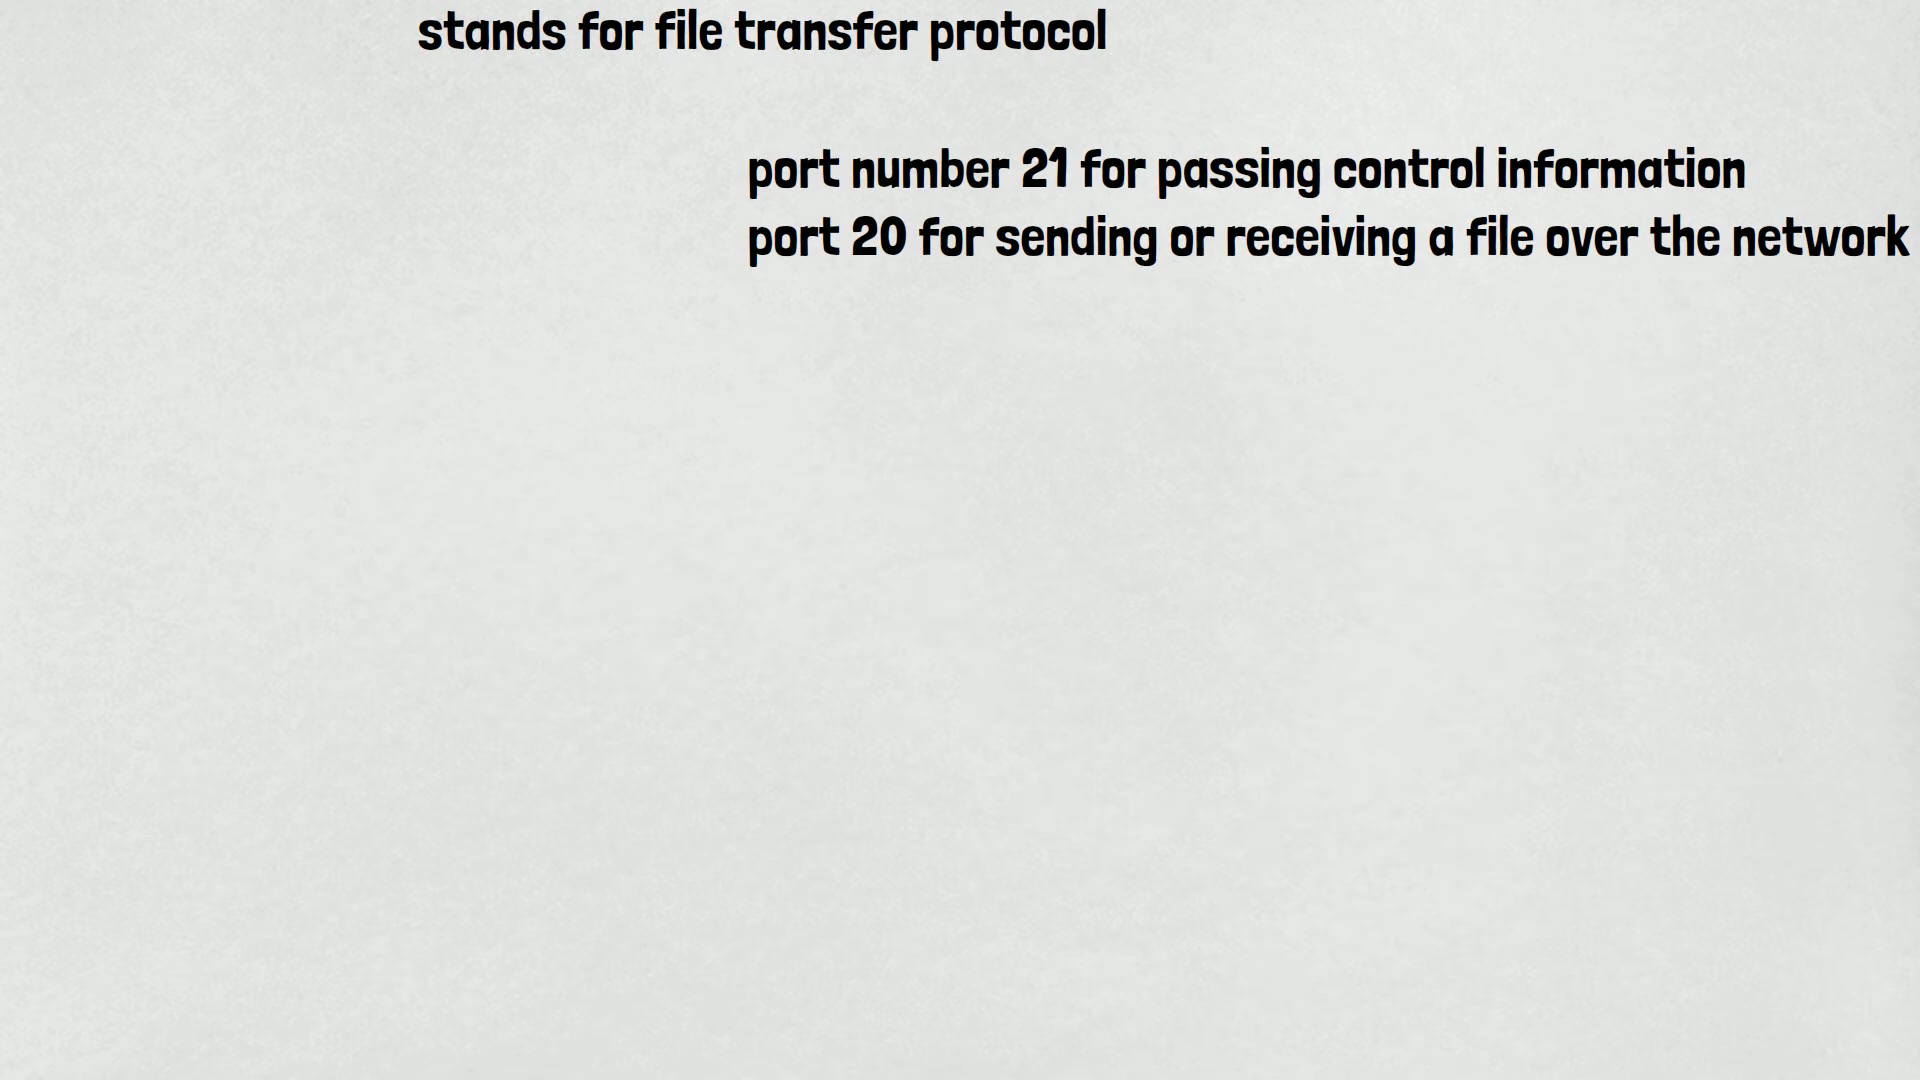 stands for file transfer protocol
port number 21 for passing control information
port 20 for sending or receiving a file over the network